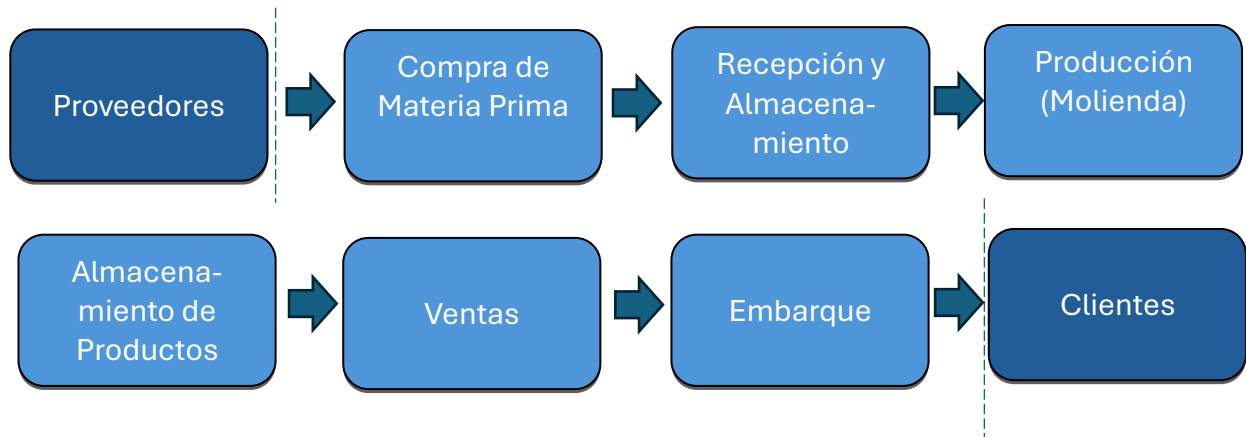 Proveedores
Compra de
Materia Prima
Recepción y
Almacena-
miento
Producción
(Molienda)
Almacena-
miento de
Productos
Ventas
Embarque
Clientes